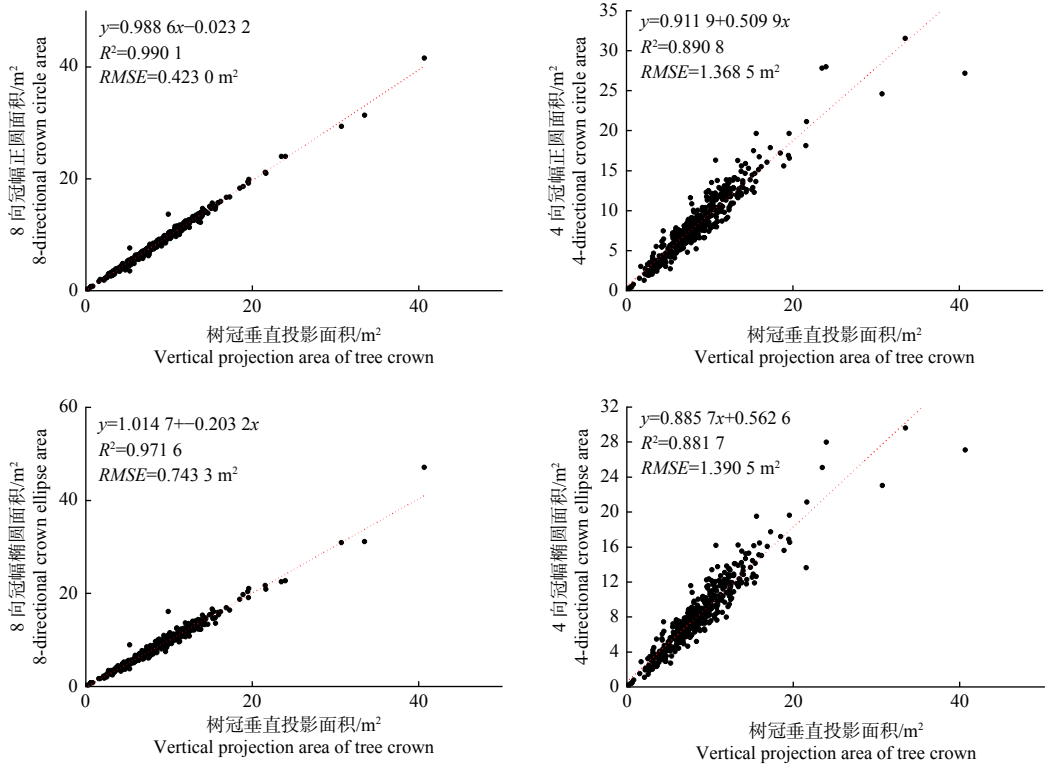 y=0.988 6x−0.023 2
R²=0.990 1
RMSE=0.423 0 m²
40
20
0
0
20
40
8 向冠幅正圆面积/m²
8-directional crown circle area
树冠垂直投影面积/m²
Vertical projection area of tree crown
y=0.911 9+0.509 9x
R²=0.890 8
RMSE=1.368 5 m²
35
30
25
20
15
10
5
0
0
20
40
4 向冠幅正圆面积/m²
4-directional crown circle area
树冠垂直投影面积/m²
Vertical projection area of tree crown
y=1.014 7+−0.203 2x
R²=0.971 6
RMSE=0.743 3 m²
60
40
20
0
0
20
40
8 向冠幅椭圆面积/m²
8-directional crown ellipse area
树冠垂直投影面积/m²
Vertical projection area of tree crown
y=0.885 7x+0.562 6
R²=0.881 7
RMSE=1.390 5 m²
32
28
24
20
16
12
8
4
0
0
20
40
4 向冠幅椭圆面积/m²
4-directional crown ellipse area
树冠垂直投影面积/m²
Vertical projection area of tree crown